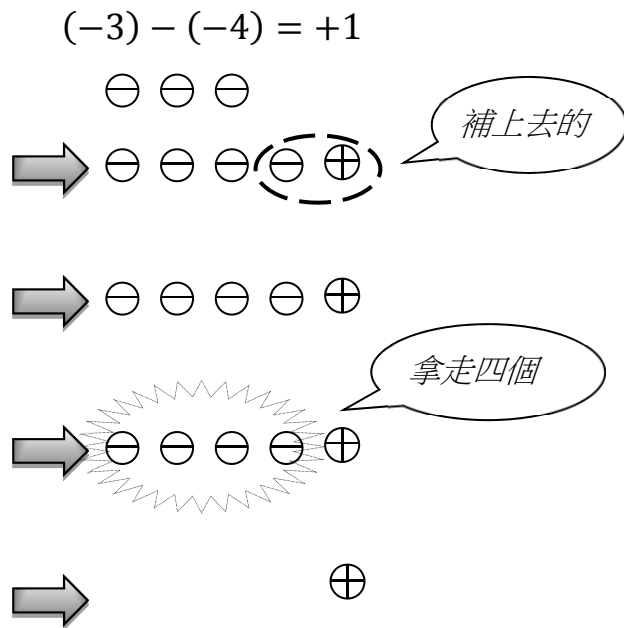 (−3) − (−4) = +1
⊖ ⊖ ⊖
⊖ ⊖ ⊖ ⊖ ⊕
補上去的
⊖ ⊖ ⊖ ⊖ ⊕
拿走四個
⊖ ⊖ ⊖ ⊖ ⊕
⊕